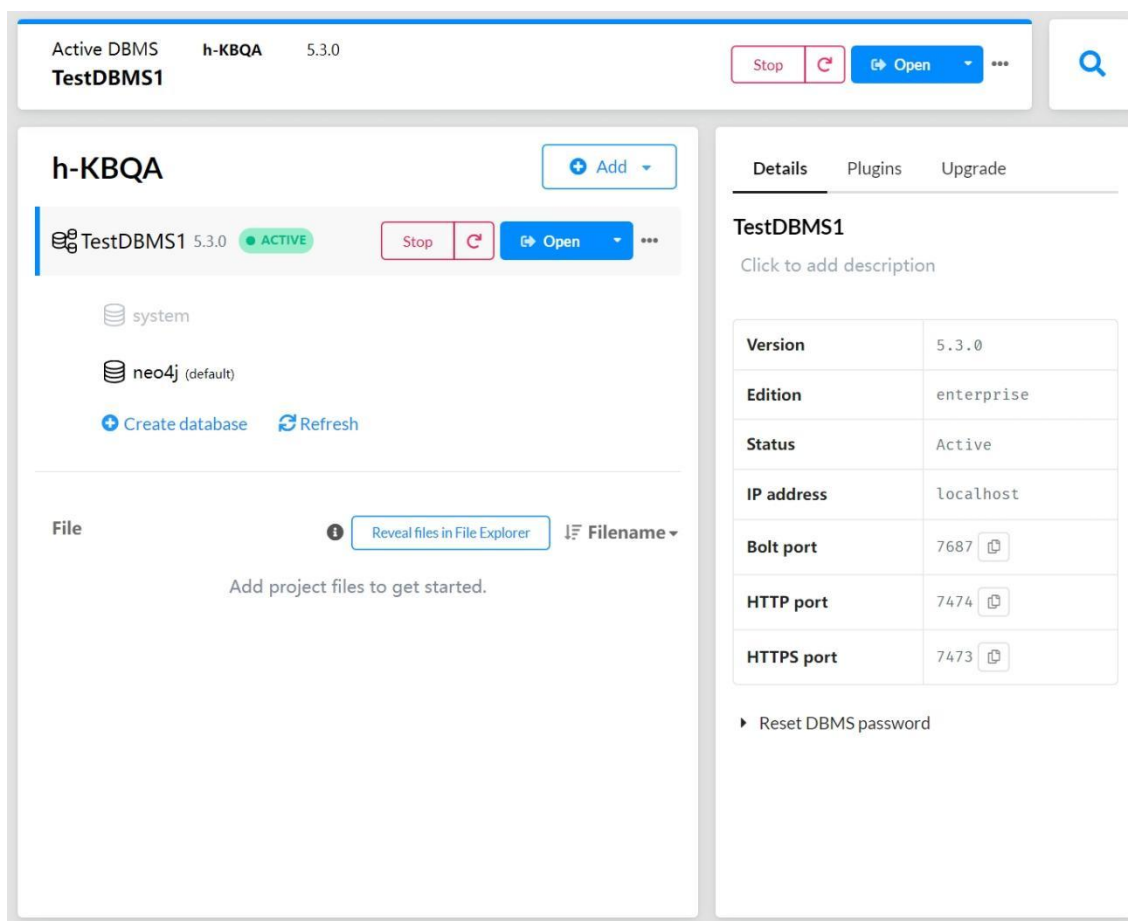 Active DBMS h-KBQA 5.3.0
TestDBMS1
Stop Open
h-KBQA
Add
TestDBMS1 5.3.0 ACTIVE Stop Open
system
neo4j (default)
Create database Refresh
File Reveal files in File Explorer Filename
Add project files to get started.
Details Plugins Upgrade
TestDBMS1
Click to add description
Version 5.3.0
Edition enterprise
Status Active
IP address localhost
Bolt port 7687
HTTP port 7474
HTTPS port 7473
Reset DBMS password